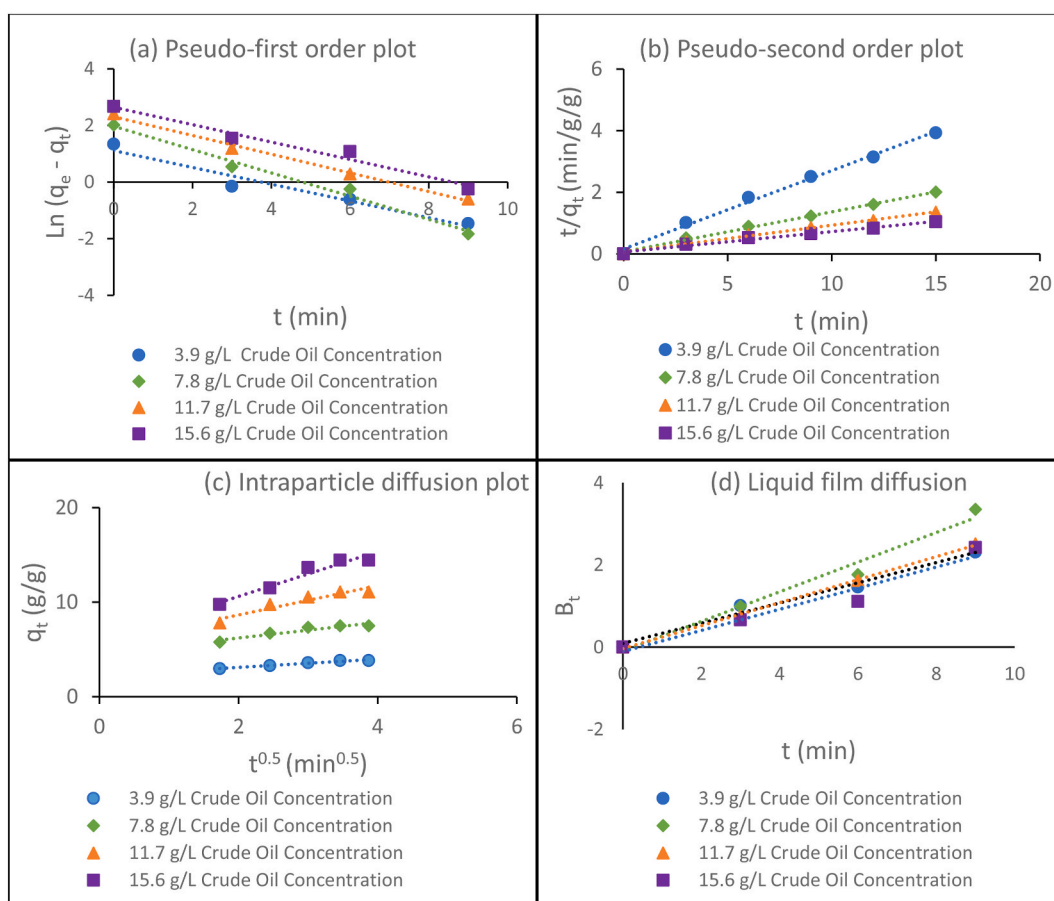 (a) Pseudo-first order plot
4
2
0
-2
-4
0
2
4
6
8
10
Ln (qₑ - qₜ)
t (min)
3.9 g/L  Crude Oil Concentration
7.8 g/L Crude Oil Concentration
11.7 g/L Crude Oil Concentration
15.6 g/L Crude Oil Concentration
(b) Pseudo-second order plot
6
4
2
0
0
5
10
15
20
t/qₜ (min/g/g)
t (min)
3.9 g/L Crude Oil Concentration
7.8 g/L Crude Oil Concentration
11.7 g/L Crude Oil Concentration
15.6 g/L Crude Oil Concentration
(c) Intraparticle diffusion plot
20
10
0
0
2
4
6
qₜ (g/g)
t⁰·⁵ (min⁰·⁵)
3.9 g/L Crude Oil Concentration
7.8 g/L Crude Oil Concentration
11.7 g/L Crude Oil Concentration
15.6 g/L Crude Oil Concentration
(d) Liquid film diffusion
4
2
0
-2
0
2
4
6
8
10
Bₜ
t (min)
3.9 g/L Crude Oil Concentration
7.8 g/L Crude Oil Concentration
11.7 g/L Crude Oil Concentration
15.6 g/L Crude Oil Concentration